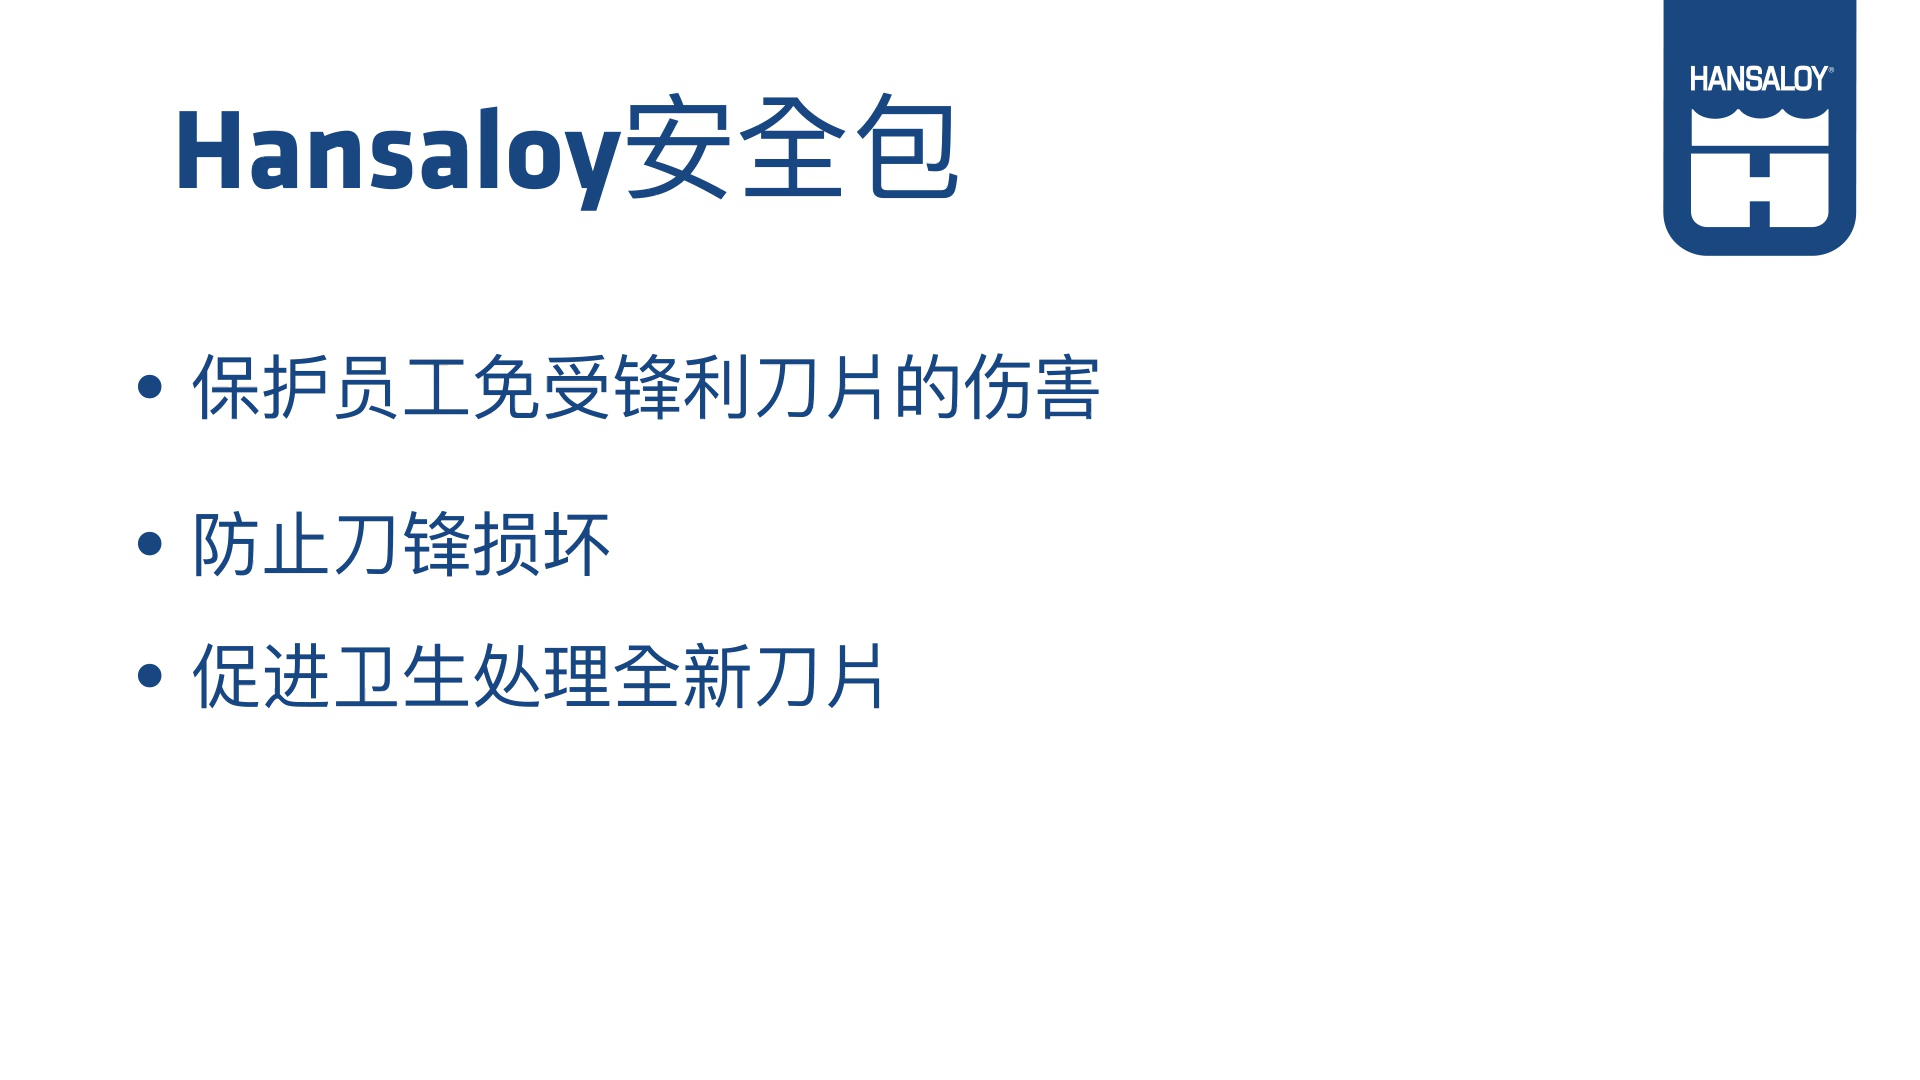 HANSALOY®
Hansaloy安全包
• 保护员工免受锋利刀片的伤害
• 防止刀锋损坏
• 促进卫生处理全新刀片